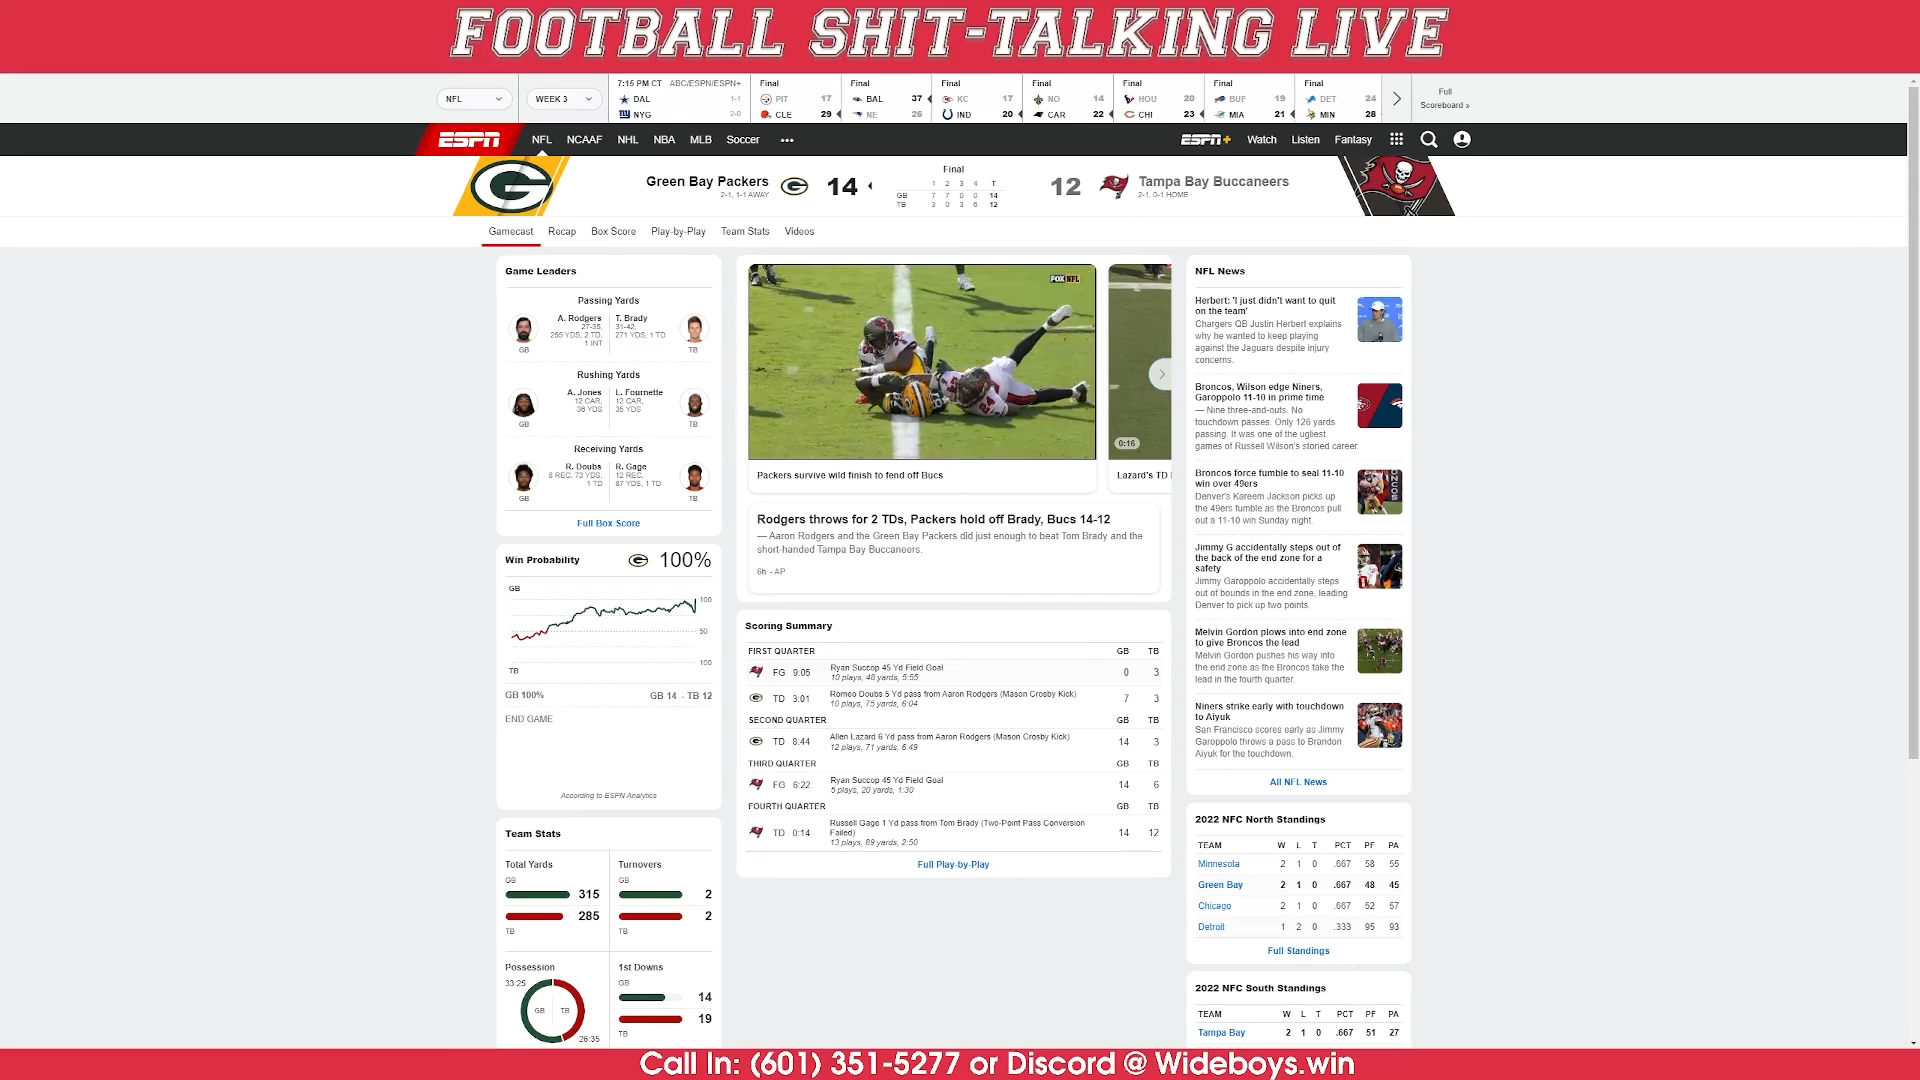 FOOTBALL SHIT-TALKING LIVE
NFL
WEEK 3
7:15 PM CT ABC/ESPN/ESPN+
DAL 1-1
NYG 2-0
Final
PIT 17
CLE 29
Final
BAL 37
NE 26
Final
KC 17
IND 20
Final
NO 14
CAR 22
Final
HOU 20
CHI 23
Final
BUF 19
MIA 21
Final
DET 24
MIN 28
Full
Scoreboard »
ESPN NFL NCAAF NHL NBA MLB Soccer ••• ESPN+ Watch Listen Fantasy
Green Bay Packers 14
2-1, 1-1 AWAY
Final
1 2 3 4 T
GB 7 7 0 0 14
TB 3 0 3 6 12
12 Tampa Bay Buccaneers
2-1, 0-1 HOME
Gamecast Recap Box Score Play-by-Play Team Stats Videos
Game Leaders
Passing Yards
A. Rodgers
27-35,
255 YDS, 2 TD,
1 INT
GB
T. Brady
31-42,
271 YDS, 1 TD
TB
Rushing Yards
A. Jones
12 CAR,
36 YDS
GB
L. Fournette
12 CAR,
35 YDS
TB
Receiving Yards
R. Doubs
8 REC, 73 YDS,
1 TD
GB
R. Gage
12 REC,
87 YDS, 1 TD
TB
Full Box Score
Win Probability 100%
GB
100
50
100
TB
GB 100% GB 14 - TB 12
END GAME
According to ESPN Analytics
Team Stats
Total Yards
GB
315
285
TB
Turnovers
GB
2
2
TB
Possession
33:25
GB TB
26:35
1st Downs
GB
14
19
TB
FOX NFL
Packers survive wild finish to fend off Bucs
0:16
Lazard's TD
Rodgers throws for 2 TDs, Packers hold off Brady, Bucs 14-12
— Aaron Rodgers and the Green Bay Packers did just enough to beat Tom Brady and the
short-handed Tampa Bay Buccaneers.
6h - AP
Scoring Summary
FIRST QUARTER GB TB
FG 9:05 Ryan Succop 45 Yd Field Goal 0 3
10 plays, 48 yards, 5:55
TD 3:01 Romeo Doubs 5 Yd pass from Aaron Rodgers (Mason Crosby Kick) 7 3
10 plays, 75 yards, 6:04
SECOND QUARTER GB TB
TD 8:44 Allen Lazard 6 Yd pass from Aaron Rodgers (Mason Crosby Kick) 14 3
12 plays, 71 yards, 6:49
THIRD QUARTER GB TB
FG 6:22 Ryan Succop 45 Yd Field Goal 14 6
5 plays, 20 yards, 1:30
FOURTH QUARTER GB TB
TD 0:14 Russell Gage 1 Yd pass from Tom Brady (Two-Point Pass Conversion 14 12
Failed)
13 plays, 89 yards, 2:50
Full Play-by-Play
NFL News
Herbert: 'I just didn't want to quit
on the team'
Chargers QB Justin Herbert explains
why he wanted to keep playing
against the Jaguars despite injury
concerns.
Broncos, Wilson edge Niners,
Garoppolo 11-10 in prime time
— Nine three-and-outs. No
touchdown passes. Only 126 yards
passing. It was one of the ugliest
games of Russell Wilson's storied career.
Broncos force fumble to seal 11-10
win over 49ers
Denver's Kareem Jackson picks up
the 49ers fumble as the Broncos pull
out a 11-10 win Sunday night.
Jimmy G accidentally steps out of
the back of the end zone for a
safety
Jimmy Garoppolo accidentally steps
out of bounds in the end zone, leading
Denver to pick up two points.
Melvin Gordon plows into end zone
to give Broncos the lead
Melvin Gordon pushes his way into
the end zone as the Broncos take the
lead in the fourth quarter.
Niners strike early with touchdown
to Aiyuk
San Francisco scores early as Jimmy
Garoppolo throws a pass to Brandon
Aiyuk for the touchdown.
All NFL News
2022 NFC North Standings
TEAM W L T PCT PF PA
Minnesota 2 1 0 .667 58 55
Green Bay 2 1 0 .667 48 45
Chicago 2 1 0 .667 52 57
Detroit 1 2 0 .333 95 93
Full Standings
2022 NFC South Standings
TEAM W L T PCT PF PA
Tampa Bay 2 1 0 .667 51 27
Call In: (601) 351-5277 or Discord @ Wideboys.win